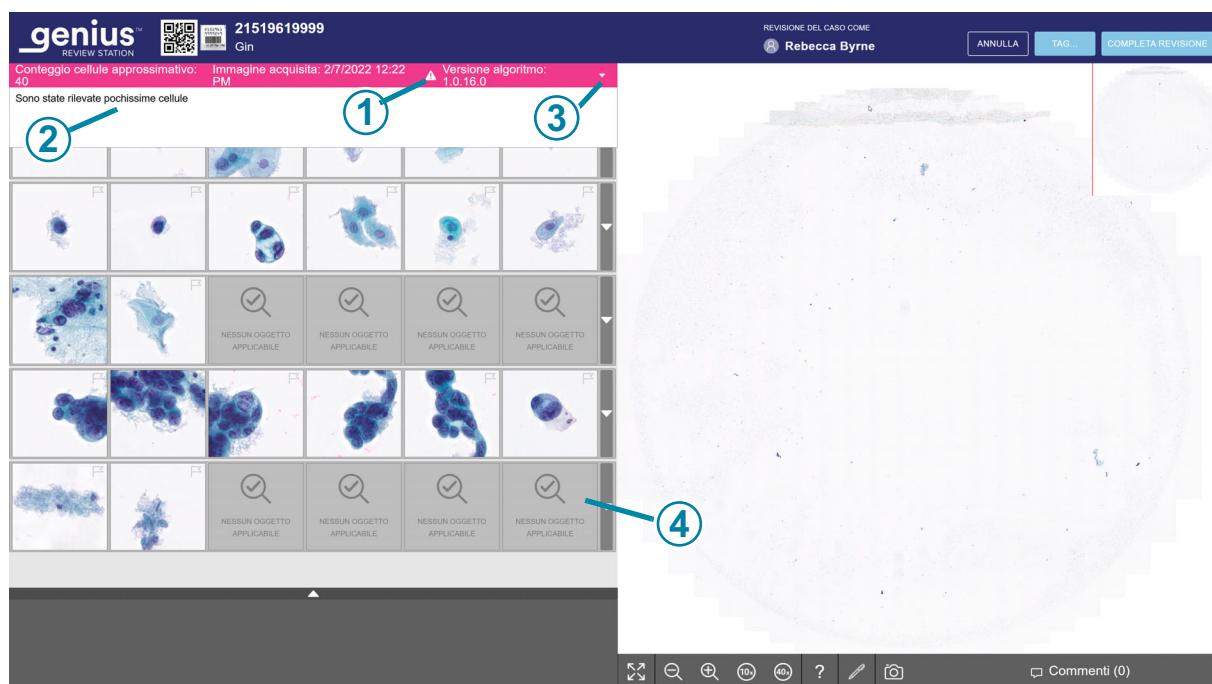 genius™
REVIEW STATION
21519619999
Gin
REVISIONE DEL CASO COME
Rebecca Byrne
ANNULLA
TAG...
COMPLETA REVISIONE
Conteggio cellule approssimativo:
40
Immagine acquisita: 2/7/2022 12:22
PM
Versione algoritmo:
1.0.16.0
Sono state rilevate pochissime cellule
1
2
3
NESSUN OGGETTO
APPLICABILE
NESSUN OGGETTO
APPLICABILE
NESSUN OGGETTO
APPLICABILE
NESSUN OGGETTO
APPLICABILE
NESSUN OGGETTO
APPLICABILE
NESSUN OGGETTO
APPLICABILE
NESSUN OGGETTO
APPLICABILE
NESSUN OGGETTO
APPLICABILE
4
10x
40x
?
Commenti (0)